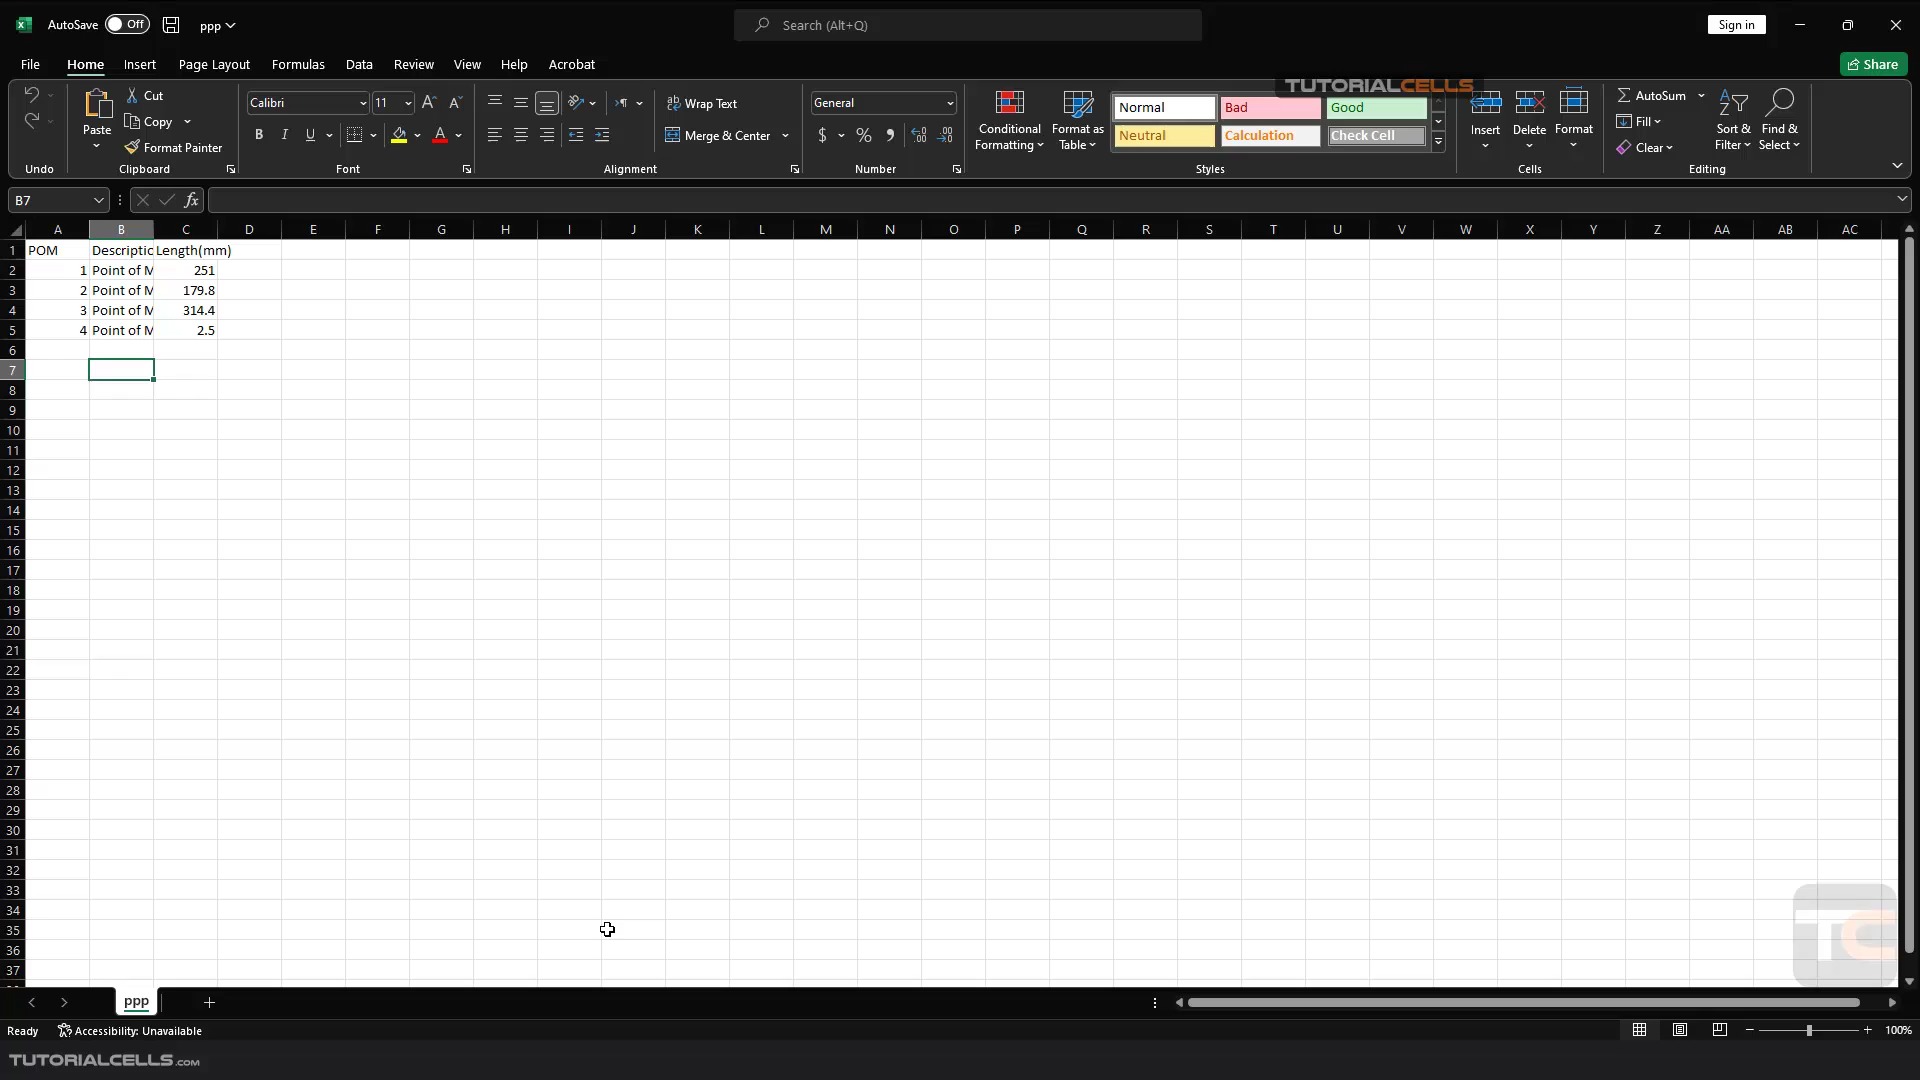 AutoSave Off ppp Search (Alt+Q) Sign in
File Home Insert Page Layout Formulas Data Review View Help Acrobat Share
TUTORIALCELLS
Paste
Cut
Copy
Format Painter
Calibri 11
B I U
Wrap Text
Merge & Center
General
$ % ,
Conditional Formatting
Format as Table
Normal Bad Good
Neutral Calculation Check Cell
Insert Delete Format
AutoSum
Fill
Clear
Sort & Filter
Find & Select
Undo Clipboard Font Alignment Number Styles Cells Editing
B7 fx
A B C D E F G H I J K L M N O P Q R S T U V W X Y Z AA AB AC
1 POM Descriptic Length(mm)
2 1 Point of M 251
3 2 Point of M 179.8
4 3 Point of M 314.4
5 4 Point of M 2.5
6
7
8
9
10
11
12
13
14
15
16
17
18
19
20
21
22
23
24
25
26
27
28
29
30
31
32
33
34
35
36
37
TC
ppp
Ready Accessibility: Unavailable 100%
TUTORIALCELLS.COM